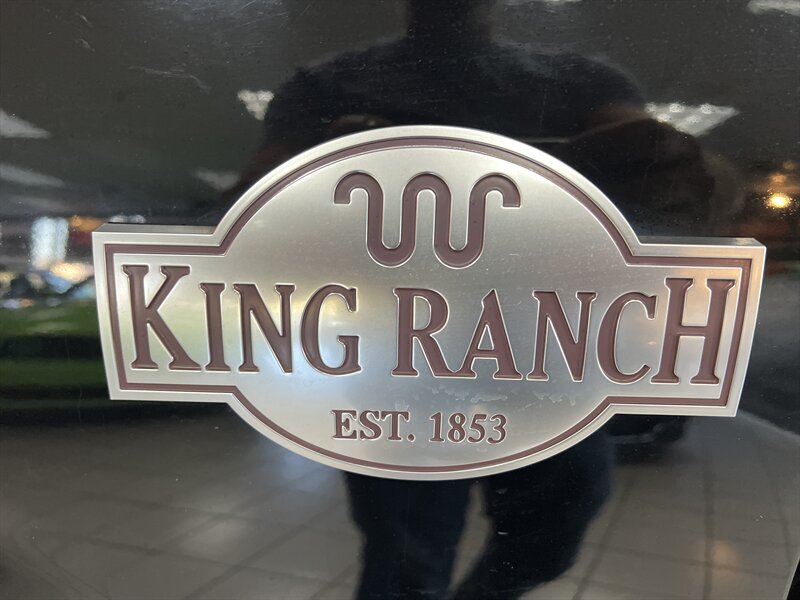 KING RANCH
EST. 1853